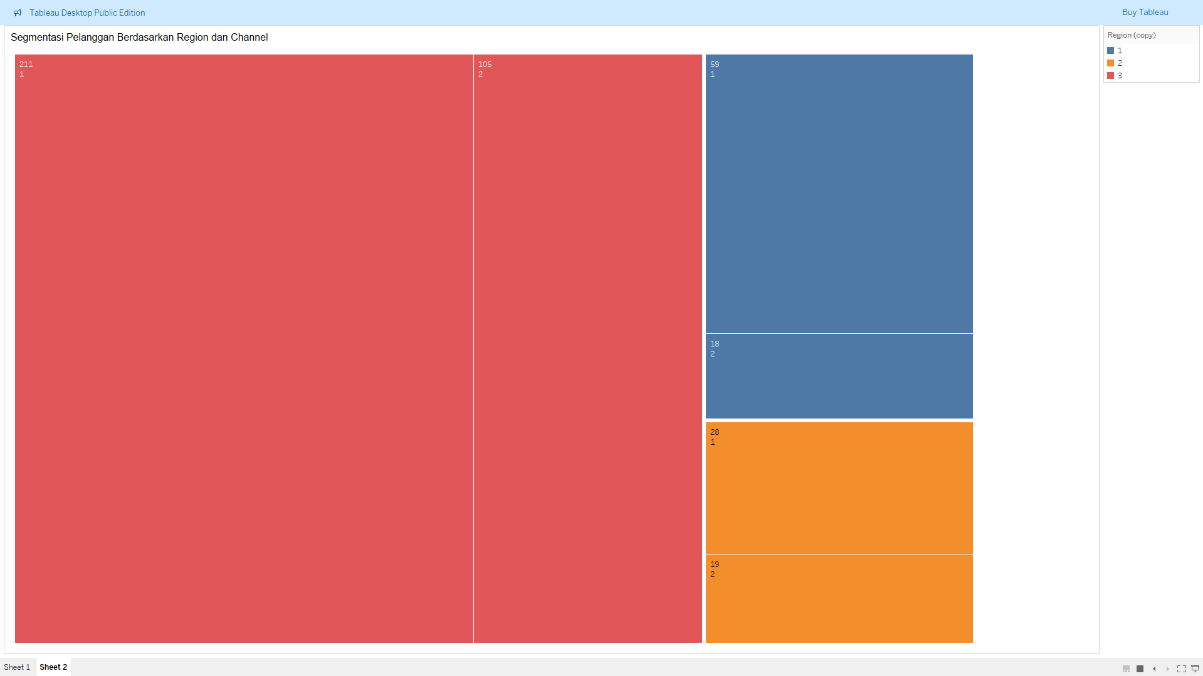 Tableau Desktop Public Edition
Buy Tableau
Segmentasi Pelanggan Berdasarkan Region dan Channel
211
1
105
2
59
1
18
2
28
1
19
2
Region (copy)
1
2
3
Sheet 1
Sheet 2